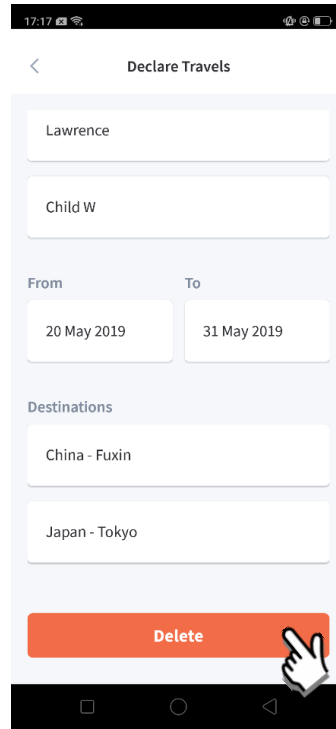 17:17
Declare Travels
Lawrence
Child W
From To
20 May 2019 31 May 2019
Destinations
China - Fuxin
Japan - Tokyo
Delete